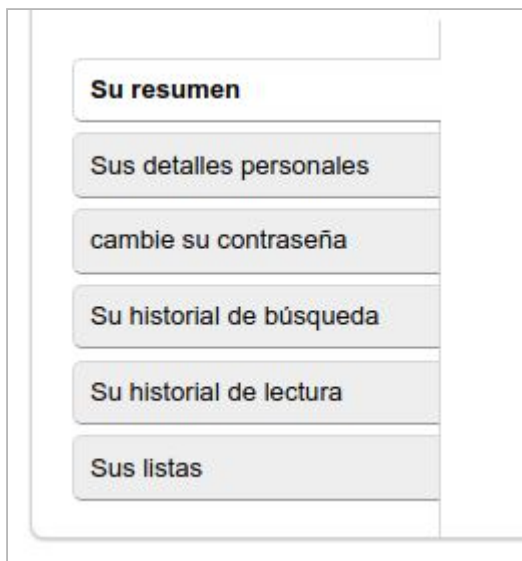 Su resumen
Sus detalles personales
cambie su contraseña
Su historial de búsqueda
Su historial de lectura
Sus listas